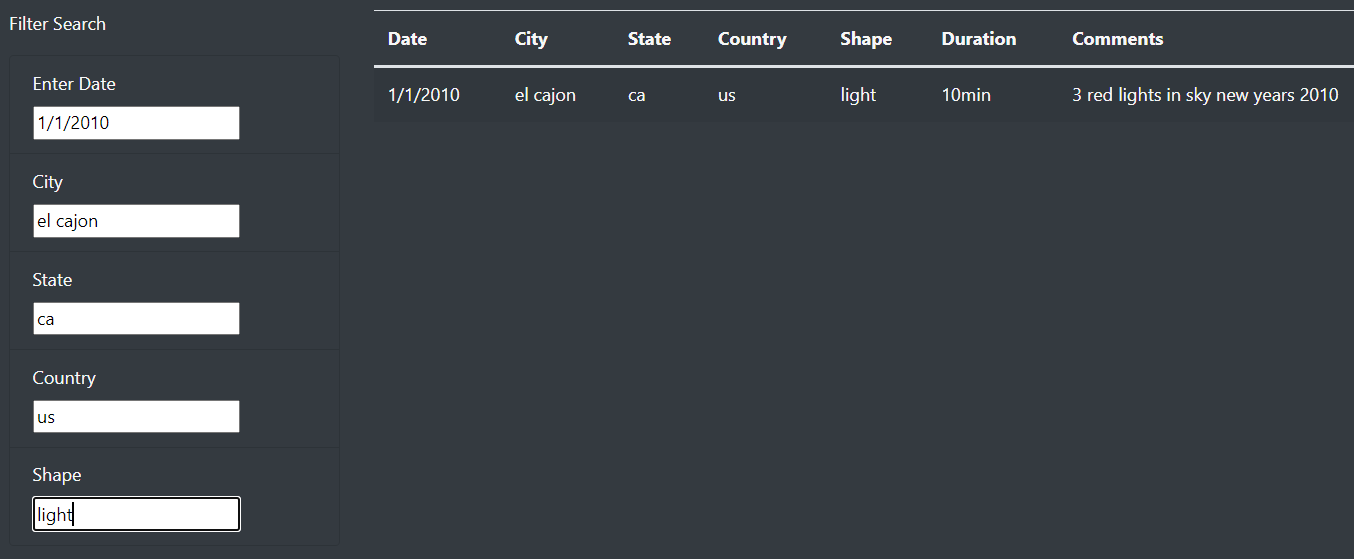 Filter Search
Enter Date
1/1/2010
City
el cajon
State
ca
Country
us
Shape
light
Date City State Country Shape Duration Comments
1/1/2010 el cajon ca us light 10min 3 red lights in sky new years 2010